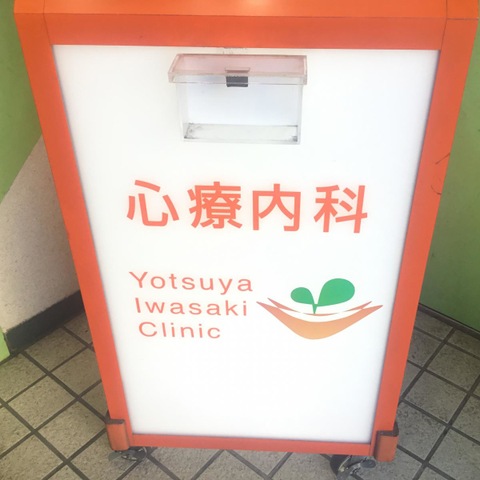 心療内科
Yotsuya
Iwasaki
Clinic